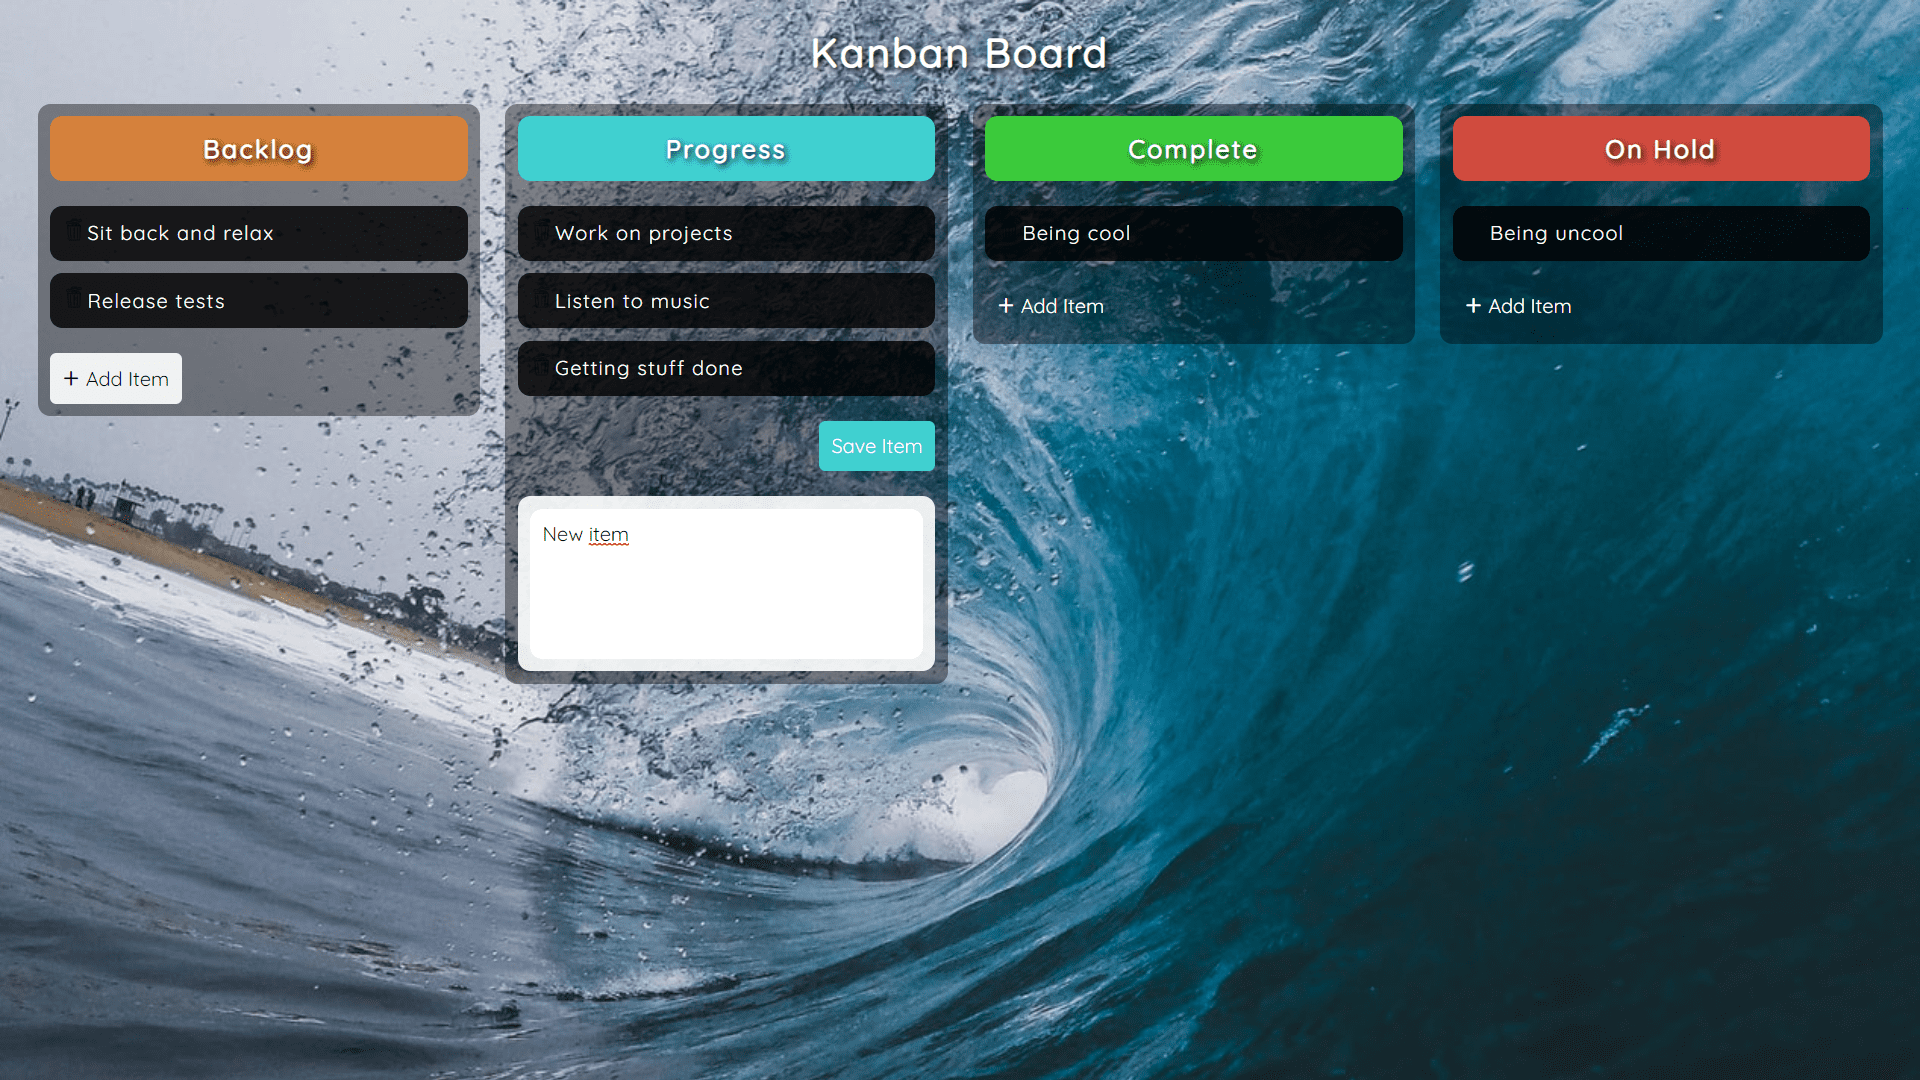 Kanban Board
Backlog
Sit back and relax
Release tests
+ Add Item
Progress
Work on projects
Listen to music
Getting stuff done
Save Item
New item
Complete
Being cool
+ Add Item
On Hold
Being uncool
+ Add Item